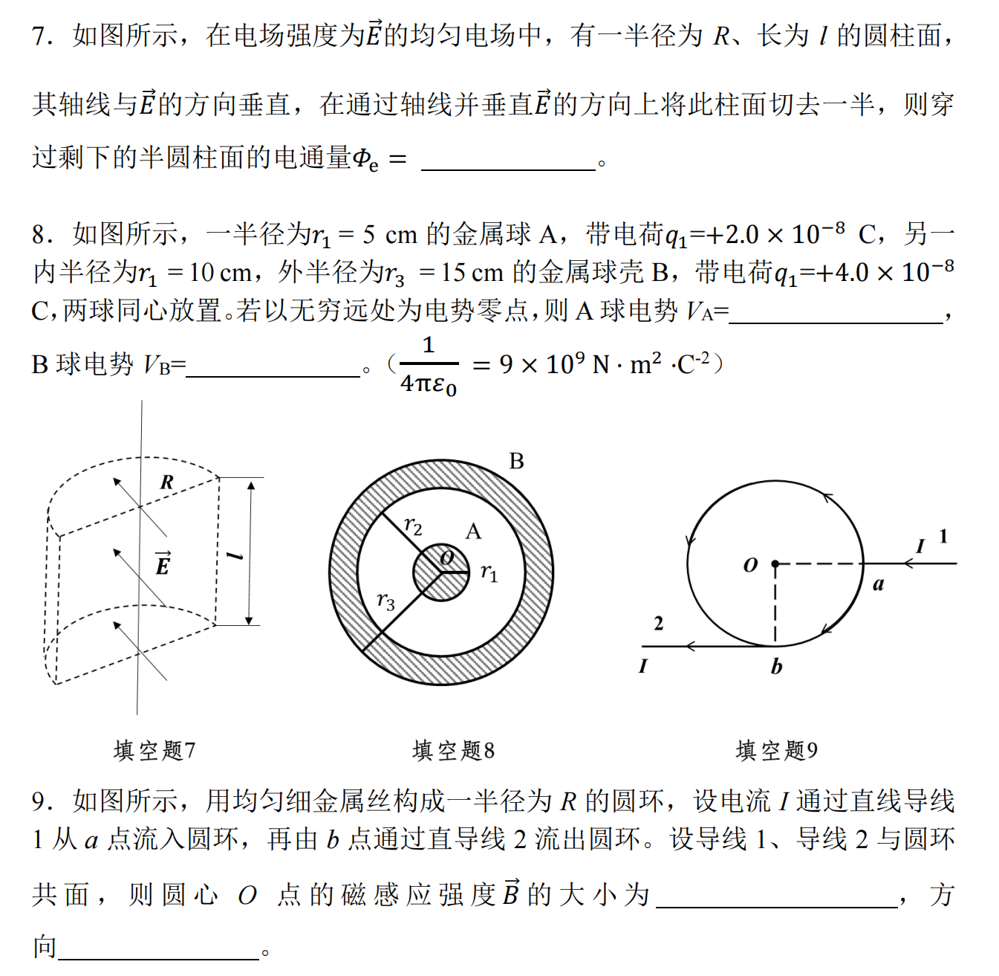 7．如图所示，在电场强度为$\vec{E}$的均匀电场中，有一半径为 R、长为 l 的圆柱面，
其轴线与$\vec{E}$的方向垂直，在通过轴线并垂直$\vec{E}$的方向上将此柱面切去一半，则穿
过剩下的半圆柱面的电通量$\Phi_{\mathrm{e}} =$ ____________。
8．如图所示，一半径为$r_1 = 5$ cm 的金属球 A，带电荷$q_1$=+2.0 × 10⁻⁸ C，另一
内半径为$r_1$ = 10 cm，外半径为$r_3$ = 15 cm 的金属球壳 B，带电荷$q_1$=+4.0 × 10⁻⁸
C，两球同心放置。若以无穷远处为电势零点，则 A 球电势 $V_A$=______________，
B 球电势 $V_B$=____________。（$\frac{1}{4\pi\varepsilon_0}$ = 9 × 10⁹ N · m² ·C⁻²）
R
$\vec{E}$
l
填空题7
B
$r_2$
A
O
$r_1$
$r_3$
填空题8
I 1
O
a
2
I
b
填空题9
9．如图所示，用均匀细金属丝构成一半径为 R 的圆环，设电流 I 通过直线导线
1 从 a 点流入圆环，再由 b 点通过直导线 2 流出圆环。设导线 1、导线 2 与圆环
共面，则圆心 O 点的磁感应强度$\vec{B}$的大小为________________，方
向______________。